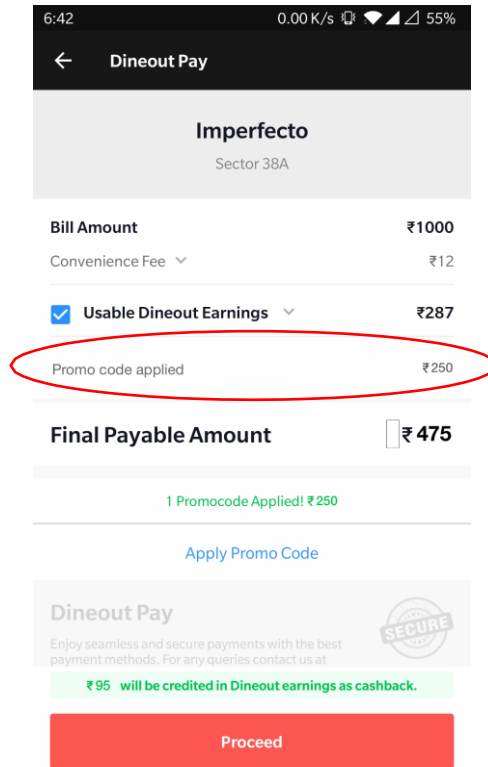 6:42 0.00 K/s 55%
Dineout Pay
Imperfecto
Sector 38A
Bill Amount ₹1000
Convenience Fee ₹12
Usable Dineout Earnings ₹287
Promo code applied ₹250
Final Payable Amount ₹ 475
1 Promocode Applied! ₹250
Apply Promo Code
Dineout Pay
SECURE
Enjoy seamless and secure payments with the best
payment methods. For any queries contact us at
₹95 will be credited in Dineout earnings as cashback.
Proceed